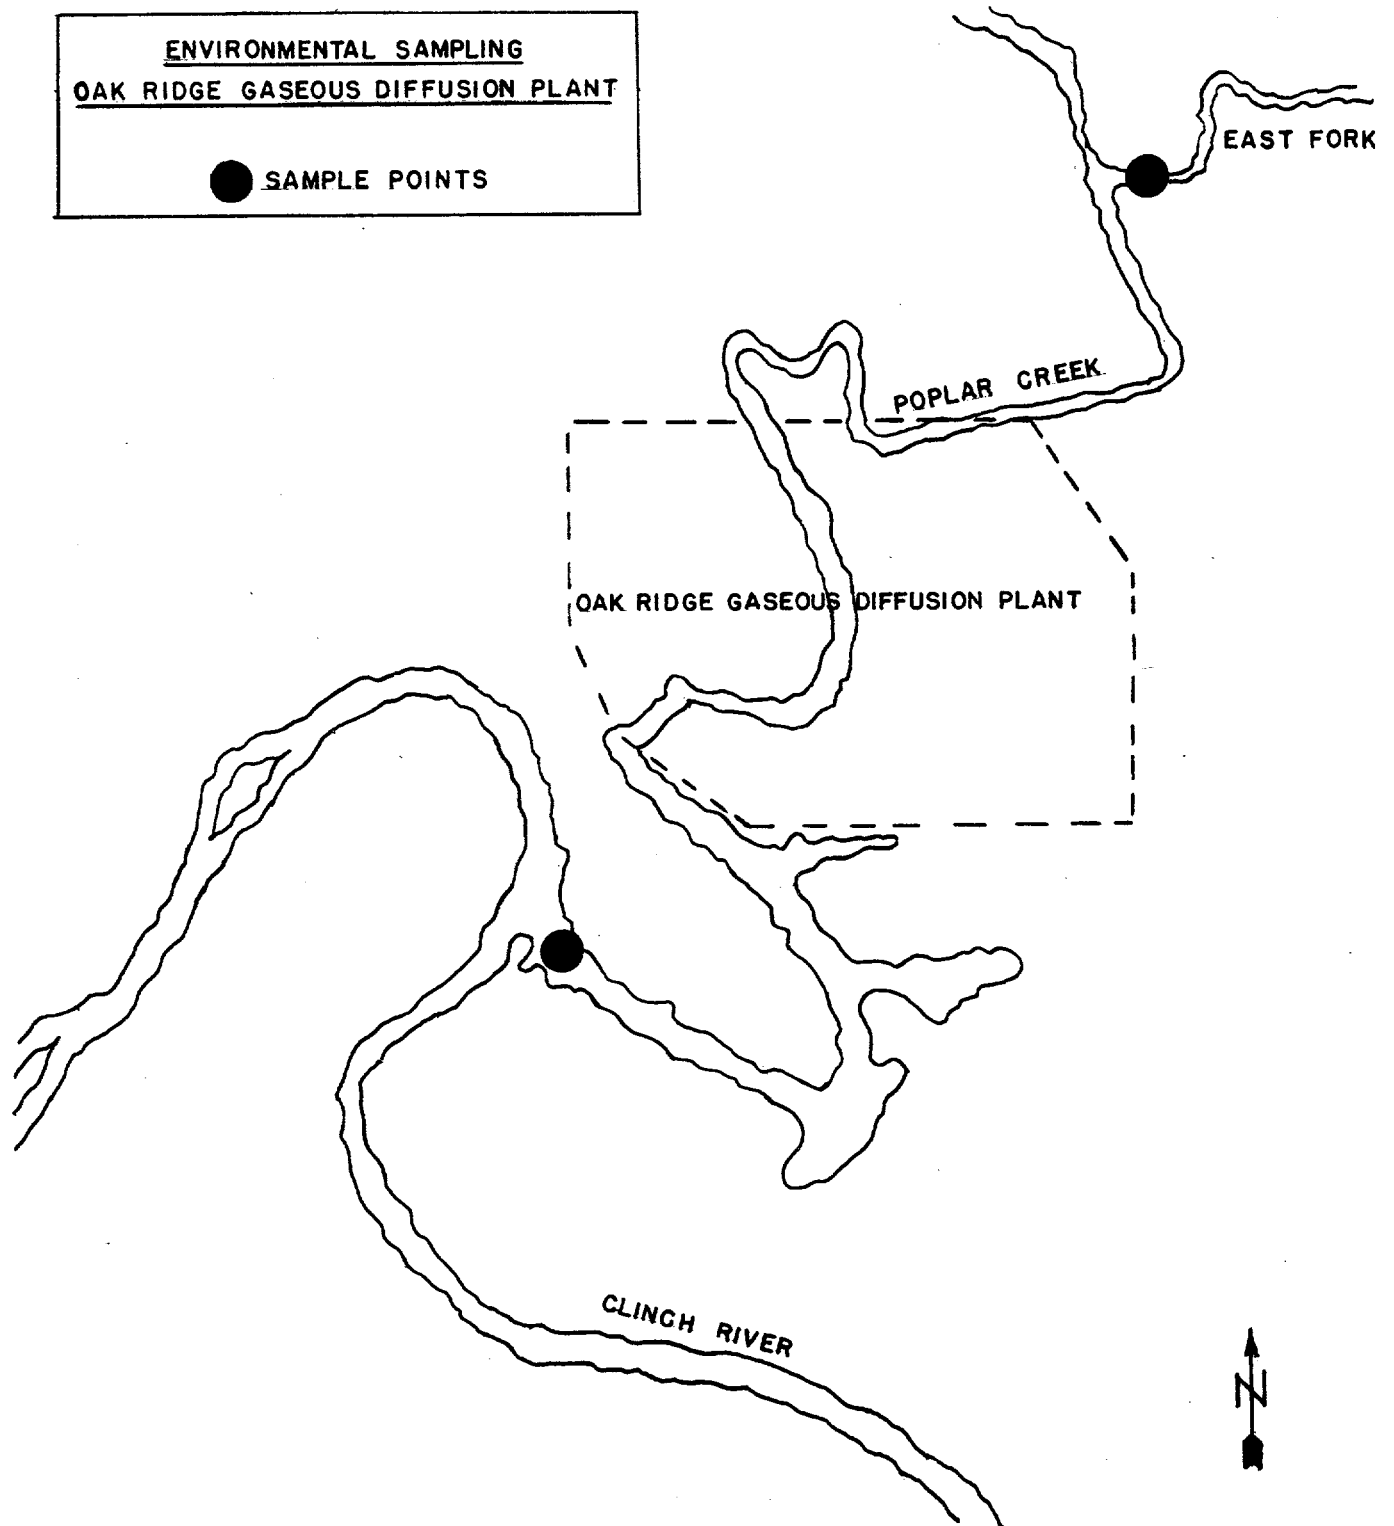 ENVIRONMENTAL SAMPLING
OAK RIDGE GASEOUS DIFFUSION PLANT
SAMPLE POINTS
EAST FORK
POPLAR CREEK
OAK RIDGE GASEOUS DIFFUSION PLANT
CLINCH RIVER
N